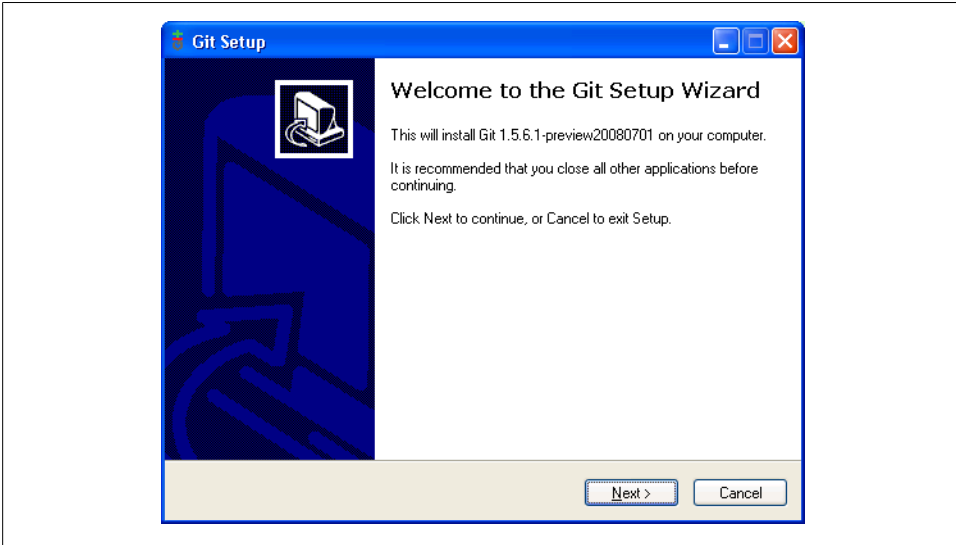 Git Setup
Welcome to the Git Setup Wizard
This will install Git 1.5.6.1-preview20080701 on your computer.
It is recommended that you close all other applications before
continuing.
Click Next to continue, or Cancel to exit Setup.
Next >
Cancel